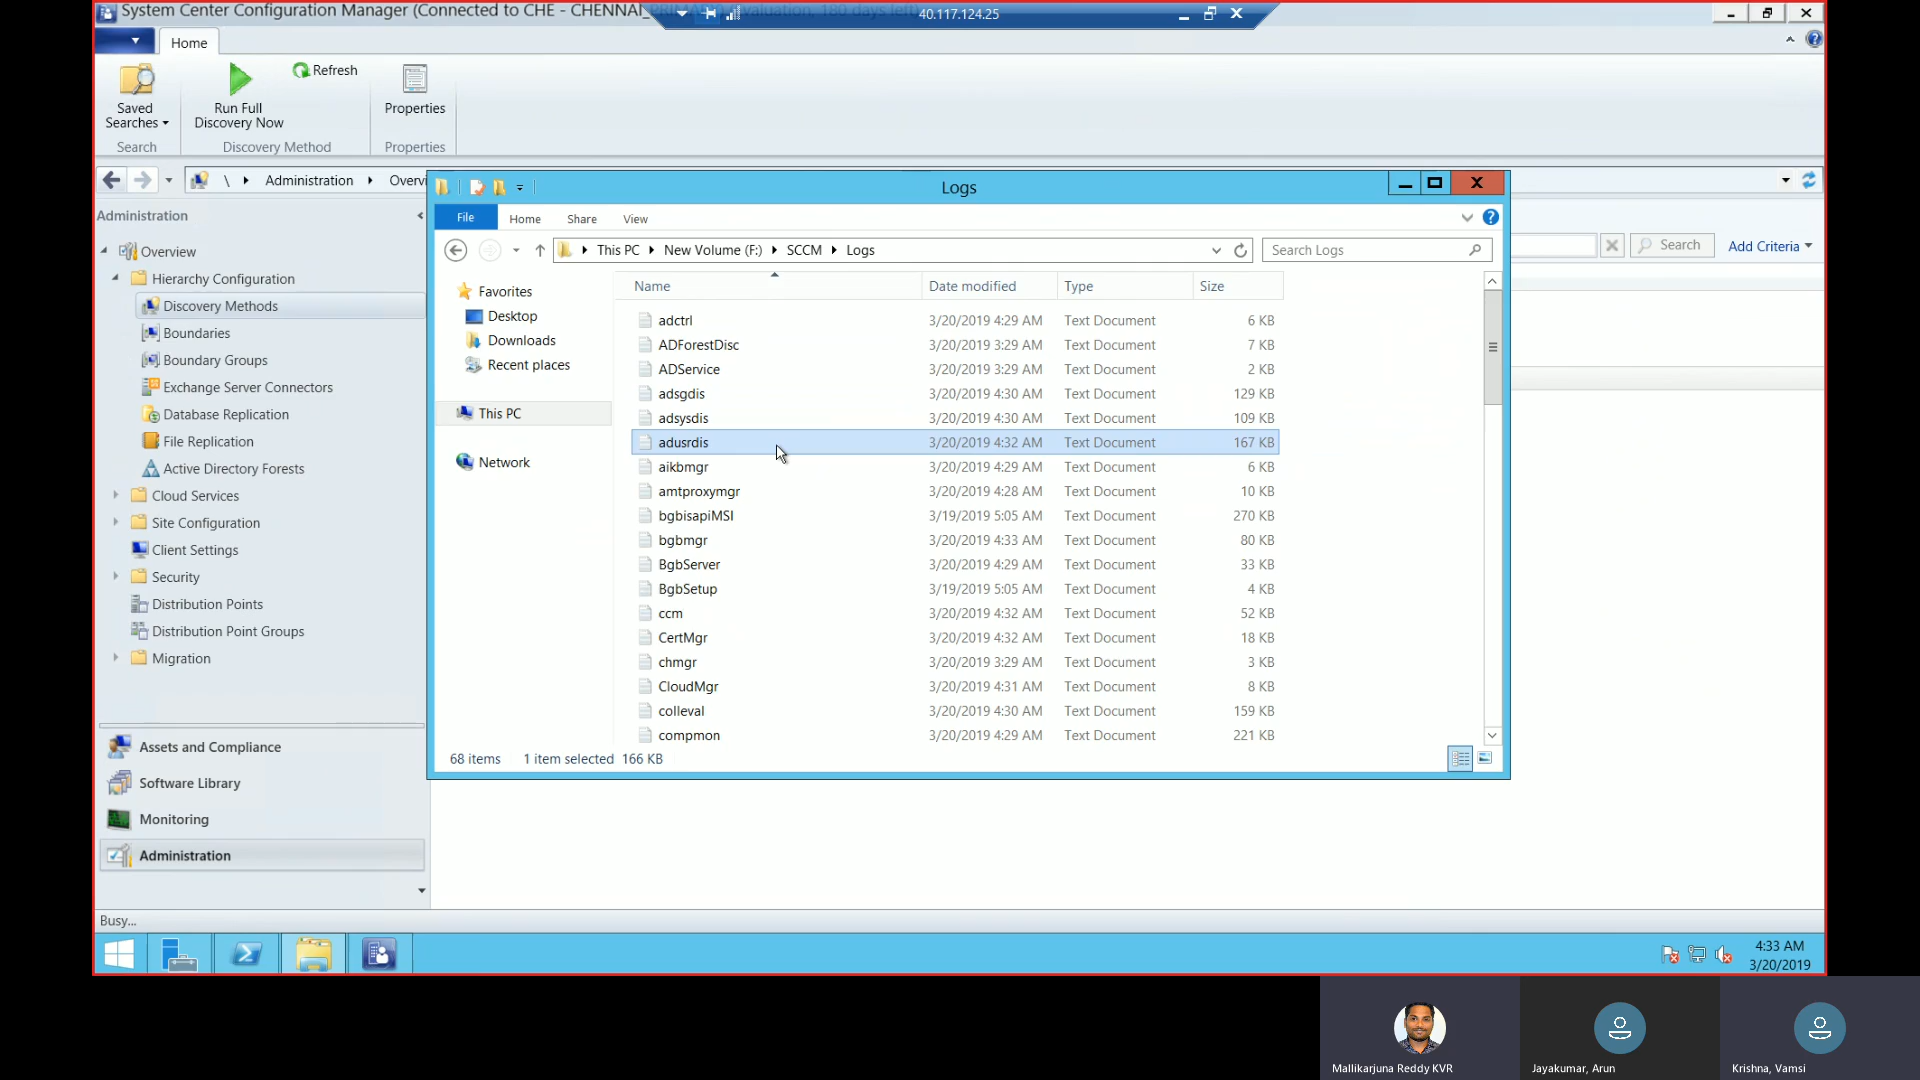 System Center Configuration Manager (Connected to CHE - CHENNAI_PRIMARY) (Evaluation, 180 days left)
40.117.124.25
Home
Saved Searches
Run Full Discovery Now
Refresh
Properties
Search
Discovery Method
Properties
\ Administration Overvi
Administration
Overview
Hierarchy Configuration
Discovery Methods
Boundaries
Boundary Groups
Exchange Server Connectors
Database Replication
File Replication
Active Directory Forests
Cloud Services
Site Configuration
Client Settings
Security
Distribution Points
Distribution Point Groups
Migration
Assets and Compliance
Software Library
Monitoring
Administration
Busy...
Search
Add Criteria
Logs
File Home Share View
This PC New Volume (F:) SCCM Logs
Search Logs
Favorites
Desktop
Downloads
Recent places
This PC
Network
Name Date modified Type Size
adctrl 3/20/2019 4:29 AM Text Document 6 KB
ADForestDisc 3/20/2019 3:29 AM Text Document 7 KB
ADService 3/20/2019 3:29 AM Text Document 2 KB
adsgdis 3/20/2019 4:30 AM Text Document 129 KB
adsysdis 3/20/2019 4:30 AM Text Document 109 KB
adusrdis 3/20/2019 4:32 AM Text Document 167 KB
aikbmgr 3/20/2019 4:29 AM Text Document 6 KB
amtproxymgr 3/20/2019 4:28 AM Text Document 10 KB
bgbisapiMSI 3/19/2019 5:05 AM Text Document 270 KB
bgbmgr 3/20/2019 4:33 AM Text Document 80 KB
BgbServer 3/20/2019 4:29 AM Text Document 33 KB
BgbSetup 3/19/2019 5:05 AM Text Document 4 KB
ccm 3/20/2019 4:32 AM Text Document 52 KB
CertMgr 3/20/2019 4:32 AM Text Document 18 KB
chmgr 3/20/2019 3:29 AM Text Document 3 KB
CloudMgr 3/20/2019 4:31 AM Text Document 8 KB
colleval 3/20/2019 4:30 AM Text Document 159 KB
compmon 3/20/2019 4:29 AM Text Document 221 KB
68 items 1 item selected 166 KB
4:33 AM
3/20/2019
Mallikarjuna Reddy KVR
Jayakumar, Arun
Krishna, Vamsi